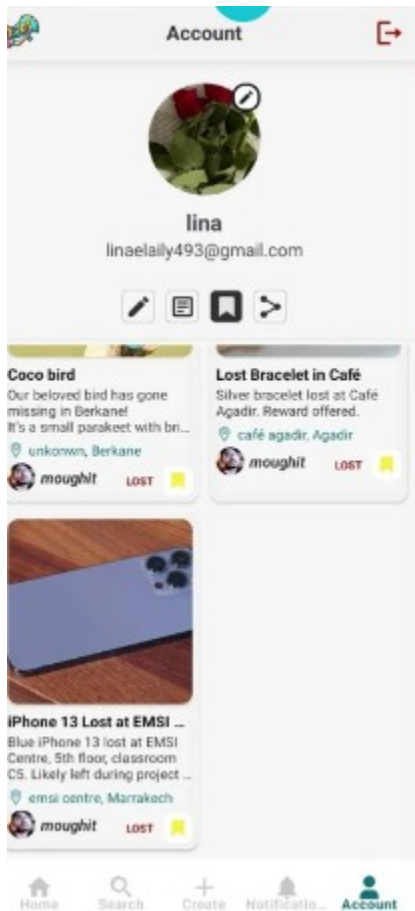 Account
lina
linaelaily493@gmail.com
Coco bird
Our beloved bird has gone
missing in Berkane!
It's a small parakeet with bri...
unkonwn, Berkane
moughit
LOST
Lost Bracelet in Café
Silver bracelet lost at Café
Agadir. Reward offered.
café agadir, Agadir
moughit
LOST
iPhone 13 Lost at EMSI ...
Blue iPhone 13 lost at EMSI
Centre, 5th floor, classroom
C5. Likely left during project ...
emsi centre, Marrakech
moughit
LOST
Home
Search
Create
Notificatio...
Account